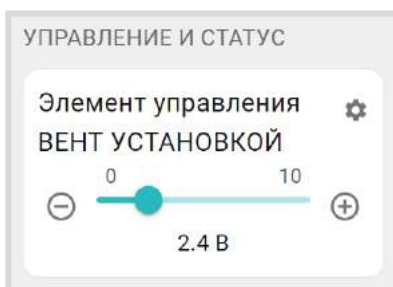 УПРАВЛЕНИЕ И СТАТУС
Элемент управления
ВЕНТ УСТАНОВКОЙ
0 10
2.4 В